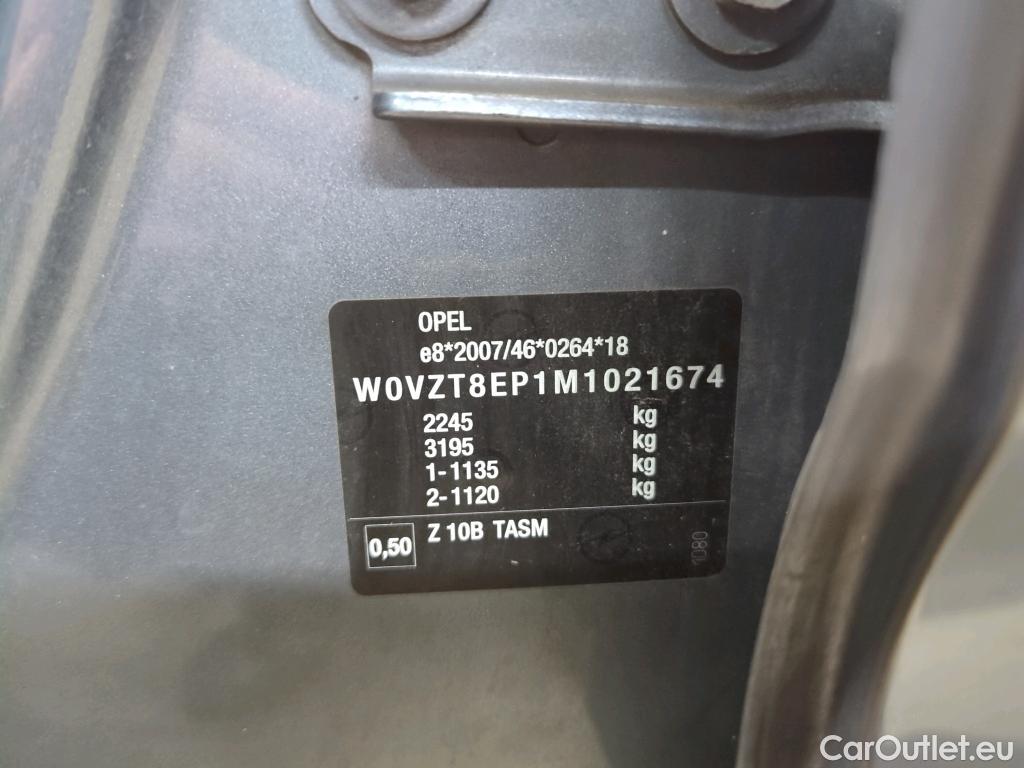 OPEL
e8*2007/46*0264*18
W0VZT8EP1M1021674
2245 kg
3195 kg
1-1135 kg
2-1120 kg
0,50 Z 10B TASM
1080
CarOutlet.eu